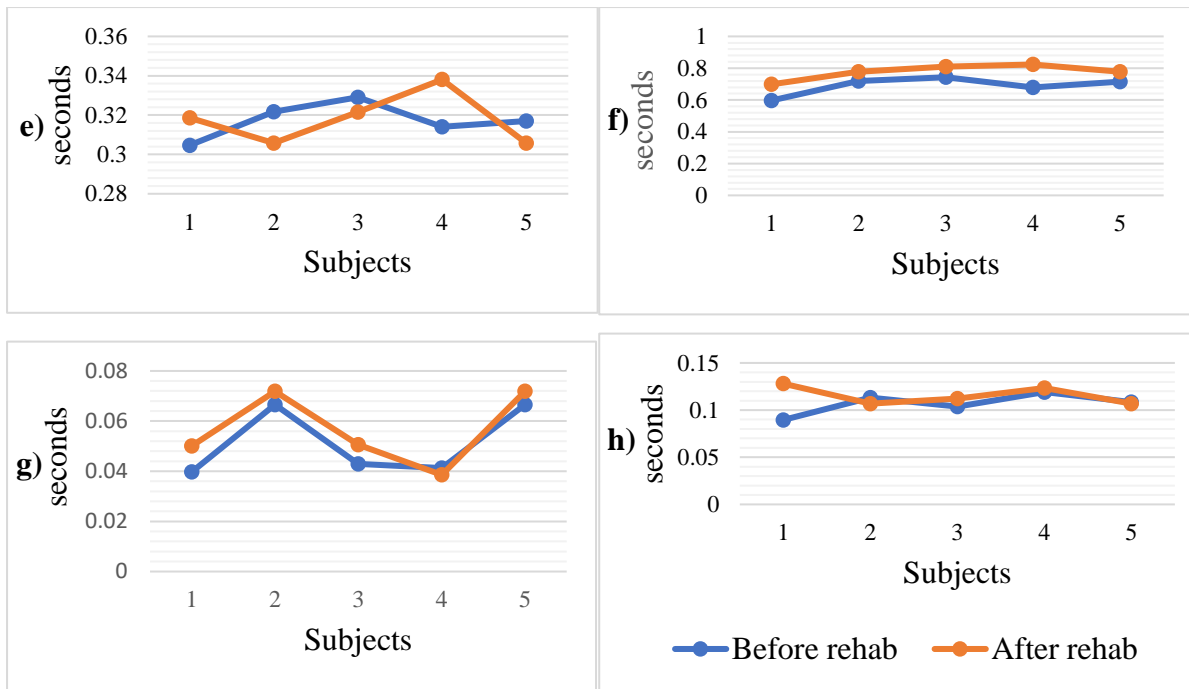 e)
seconds
0.36
0.34
0.32
0.3
0.28
1 2 3 4 5
Subjects
f)
seconds
1
0.8
0.6
0.4
0.2
0
1 2 3 4 5
Subjects
g)
seconds
0.08
0.06
0.04
0.02
0
1 2 3 4 5
Subjects
h)
seconds
0.15
0.1
0.05
0
1 2 3 4 5
Subjects
Before rehab After rehab